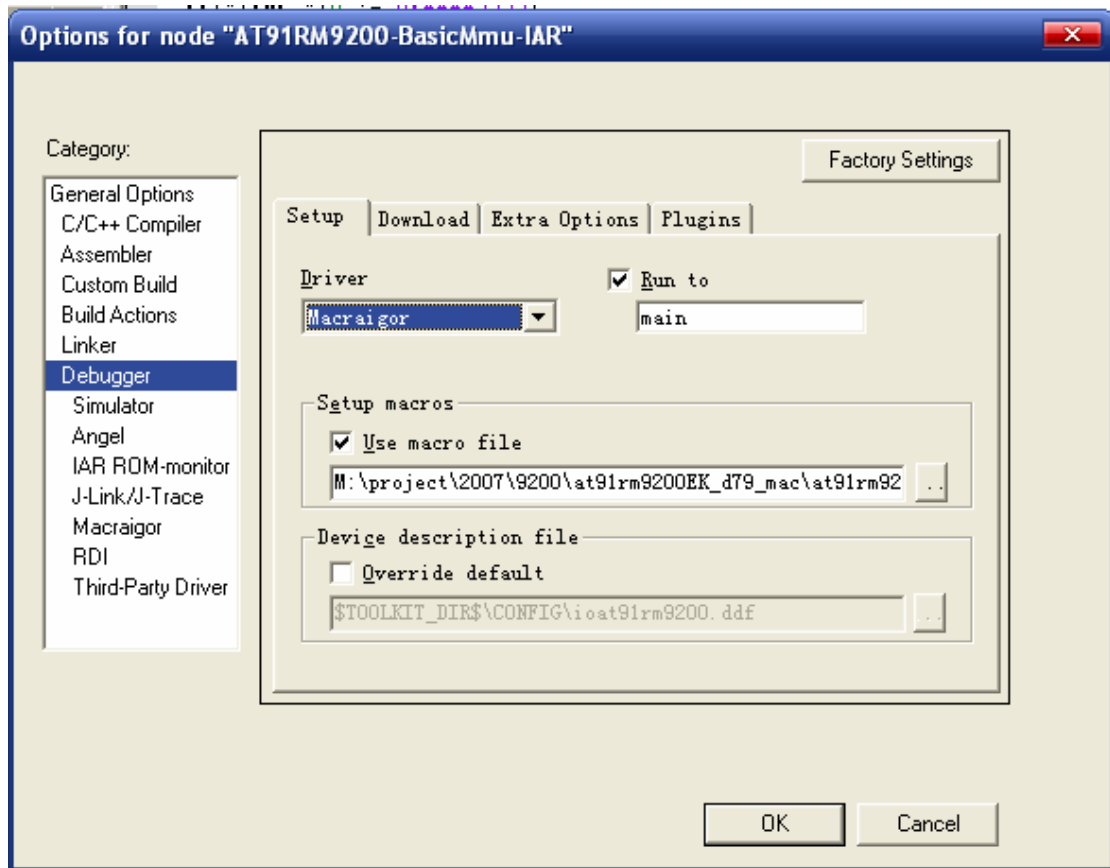 Options for node "AT91RM9200-BasicMmu-IAR"
Category:
General Options
C/C++ Compiler
Assembler
Custom Build
Build Actions
Linker
Debugger
Simulator
Angel
IAR ROM-monitor
J-Link/J-Trace
Macraigor
RDI
Third-Party Driver
Factory Settings
Setup Download Extra Options Plugins
Driver Run to
Macraigor main
Setup macros
Use macro file
M:\project\2007\9200\at91rm9200EK_d79_mac\at91rm92 ..
Device description file
Override default
$TOOLKIT_DIR$\CONFIG\ioat91rm9200.ddf ...
OK Cancel